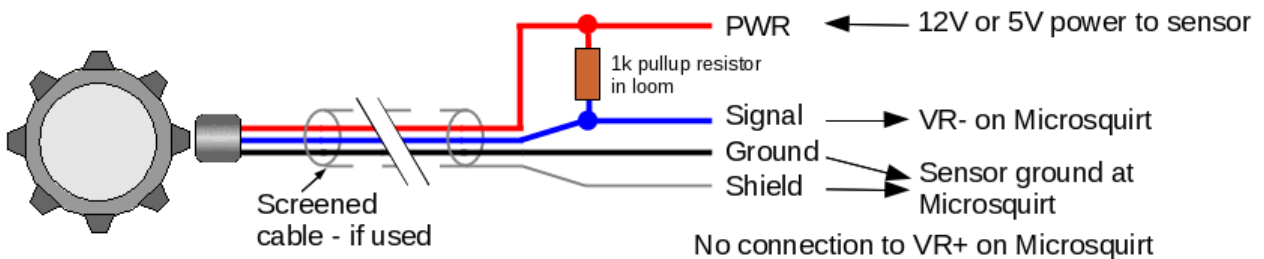 PWR
12V or 5V power to sensor
1k pullup resistor
in loom
Signal
VR- on Microsquirt
Ground
Shield
Sensor ground at
Microsquirt
Screened
cable - if used
No connection to VR+ on Microsquirt